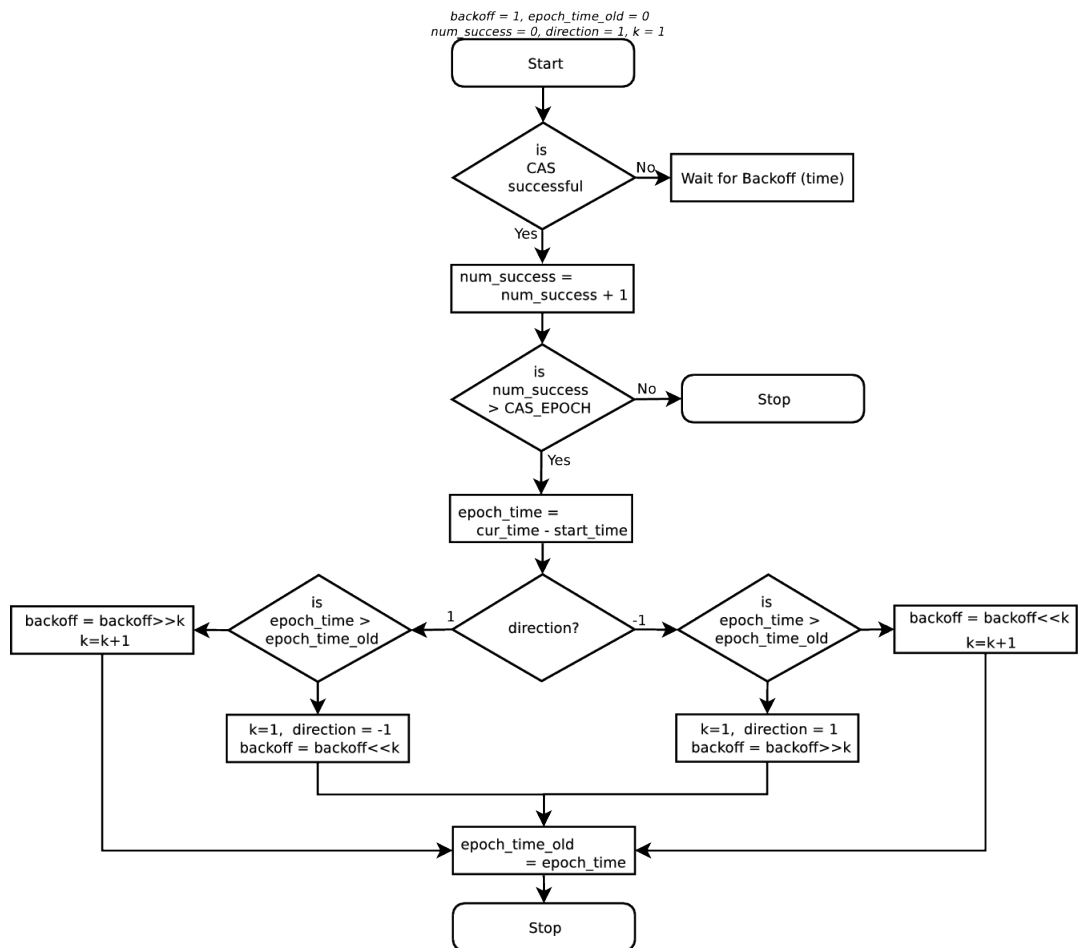 backoff = 1, epoch_time_old = 0
num_success = 0, direction = 1, k = 1
Start
is
CAS
successful
No
Wait for Backoff (time)
Yes
num_success =
num_success + 1
is
num_success
> CAS_EPOCH
No
Stop
Yes
epoch_time =
cur_time - start_time
backoff = backoff>>k
k=k+1
is
epoch_time >
epoch_time_old
1
direction?
-1
is
epoch_time >
epoch_time_old
backoff = backoff<<k
k=k+1
k=1, direction = -1
backoff = backoff<<k
k=1, direction = 1
backoff = backoff>>k
epoch_time_old
= epoch_time
Stop